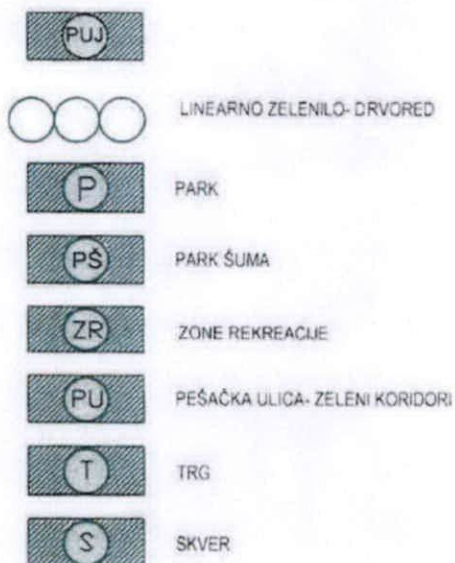 PUJ
LINEARNO ZELENILO- DRVORED
P PARK
PŠ PARK ŠUMA
ZR ZONE REKREACIJE
PU PEŠAČKA ULICA- ZELENI KORIDORI
T TRG
S SKVER